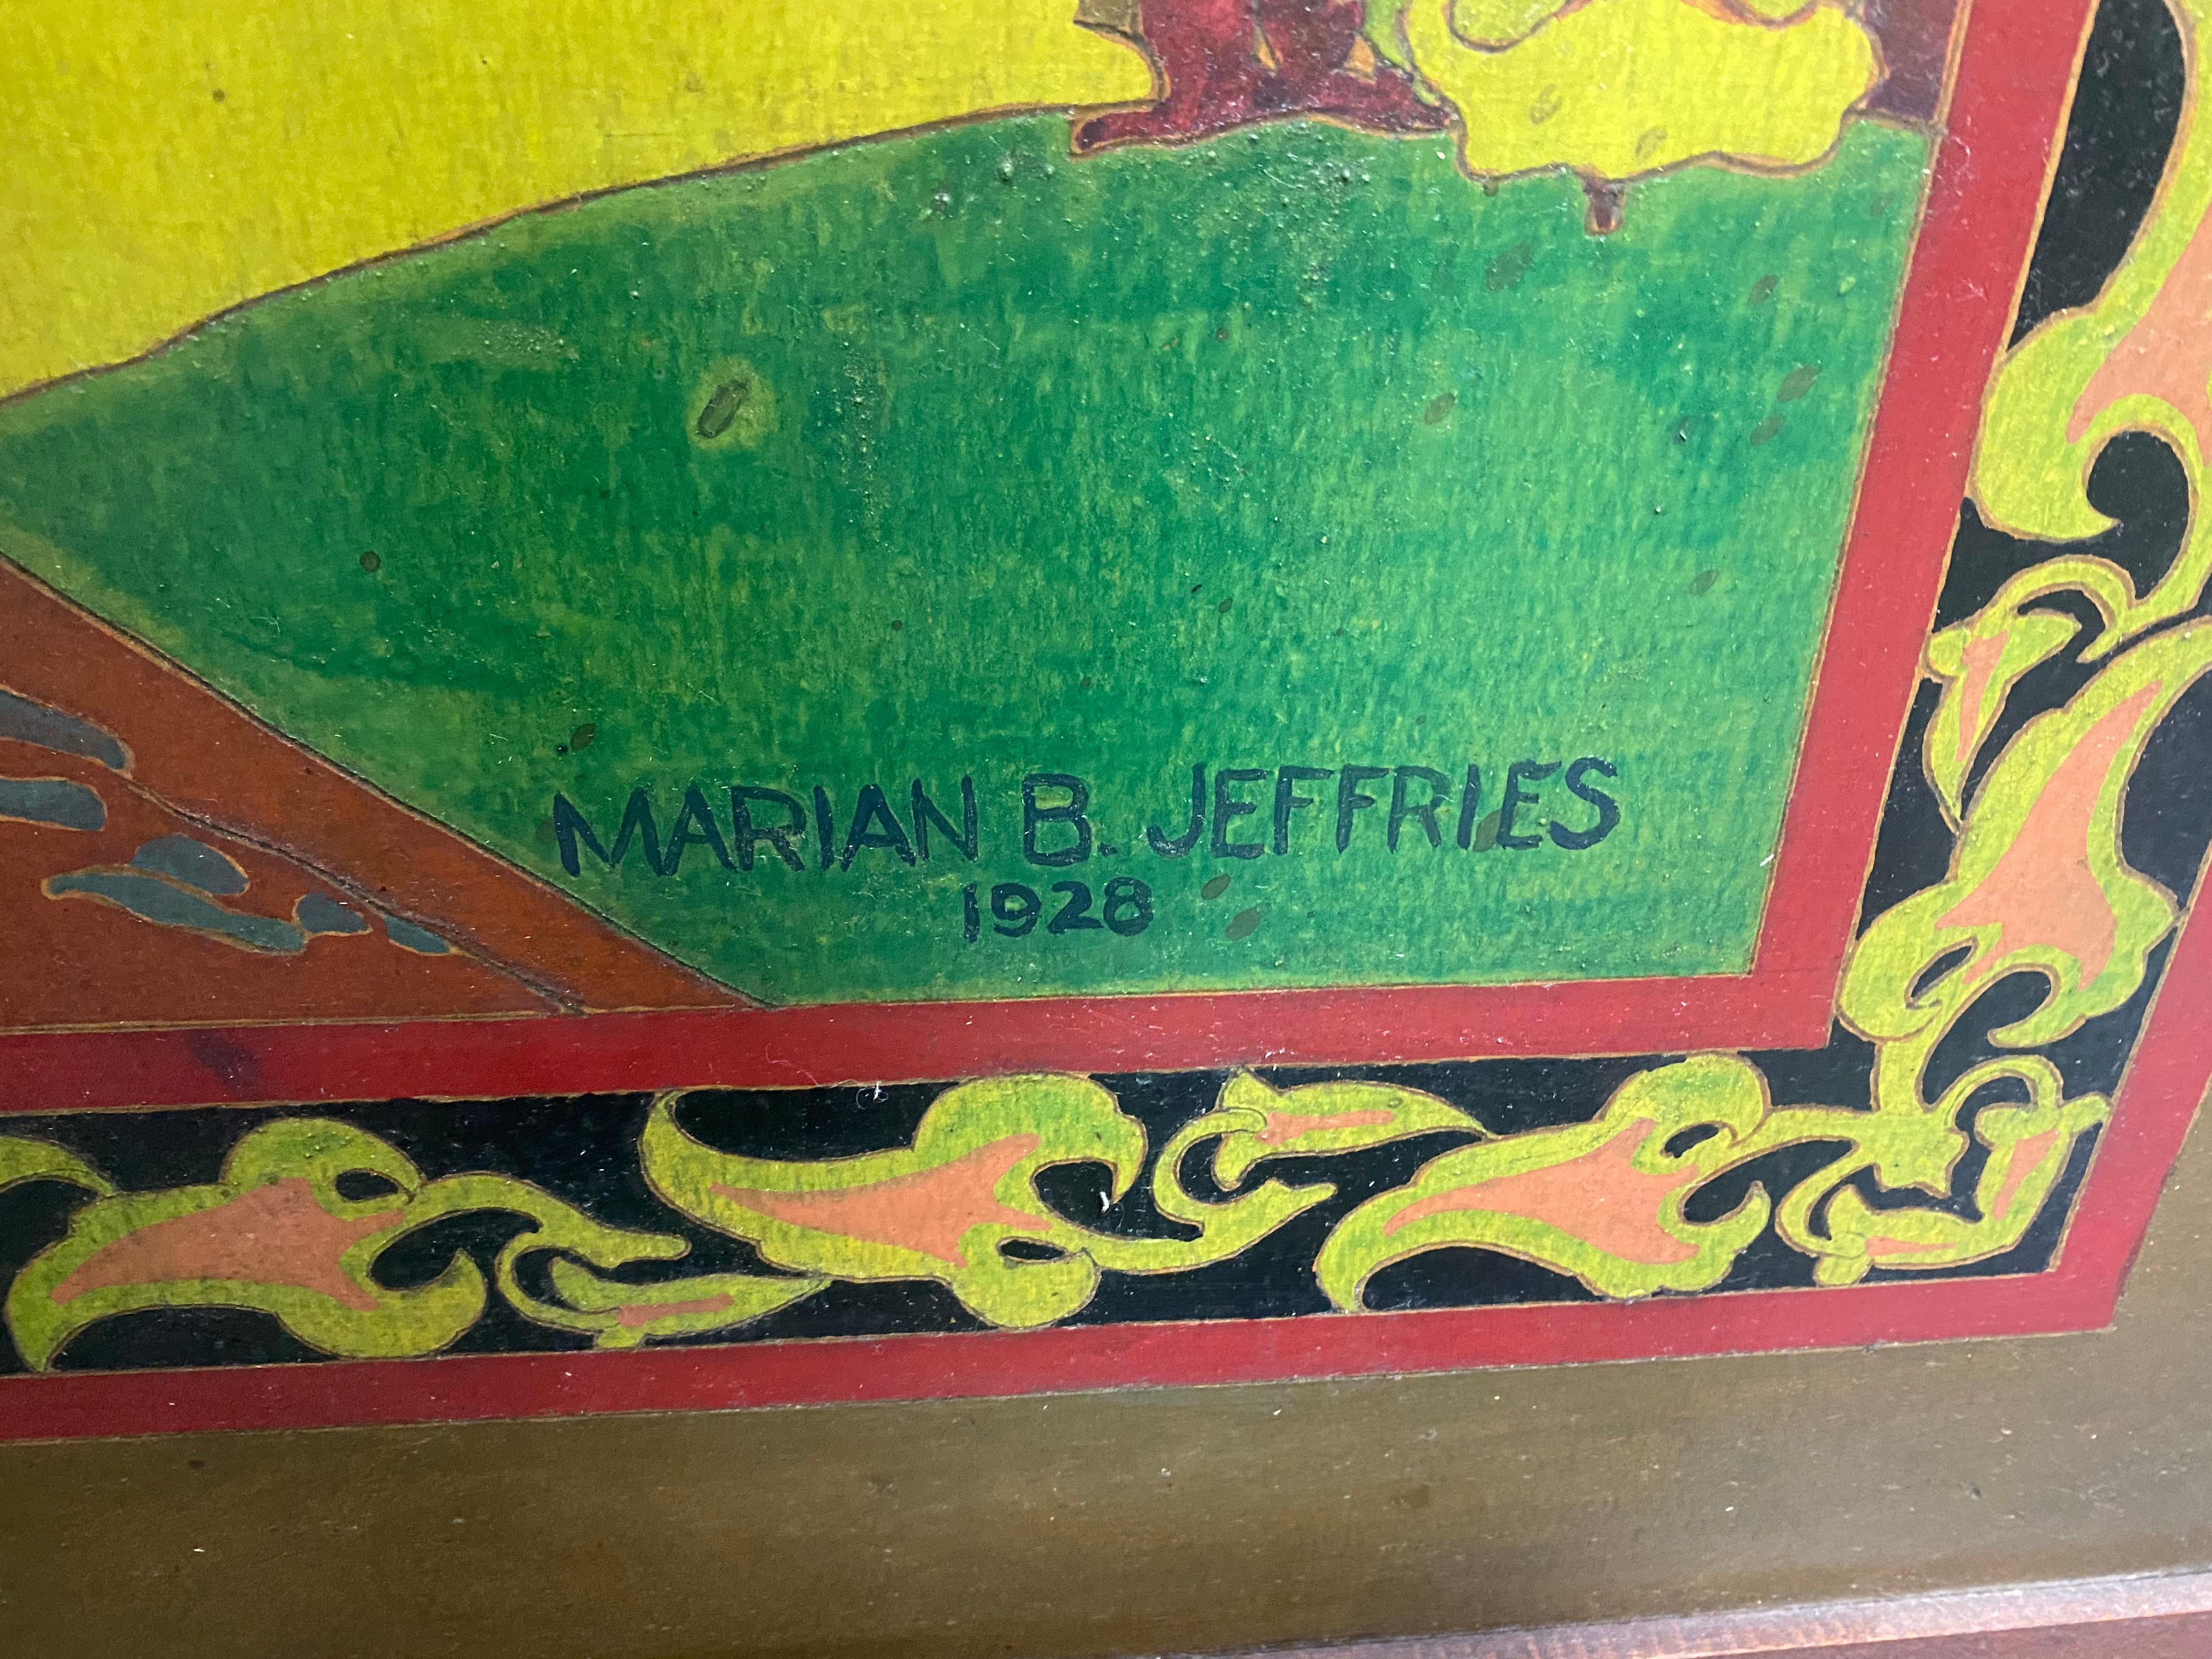 MARIAN B. JEFFRIES
1928